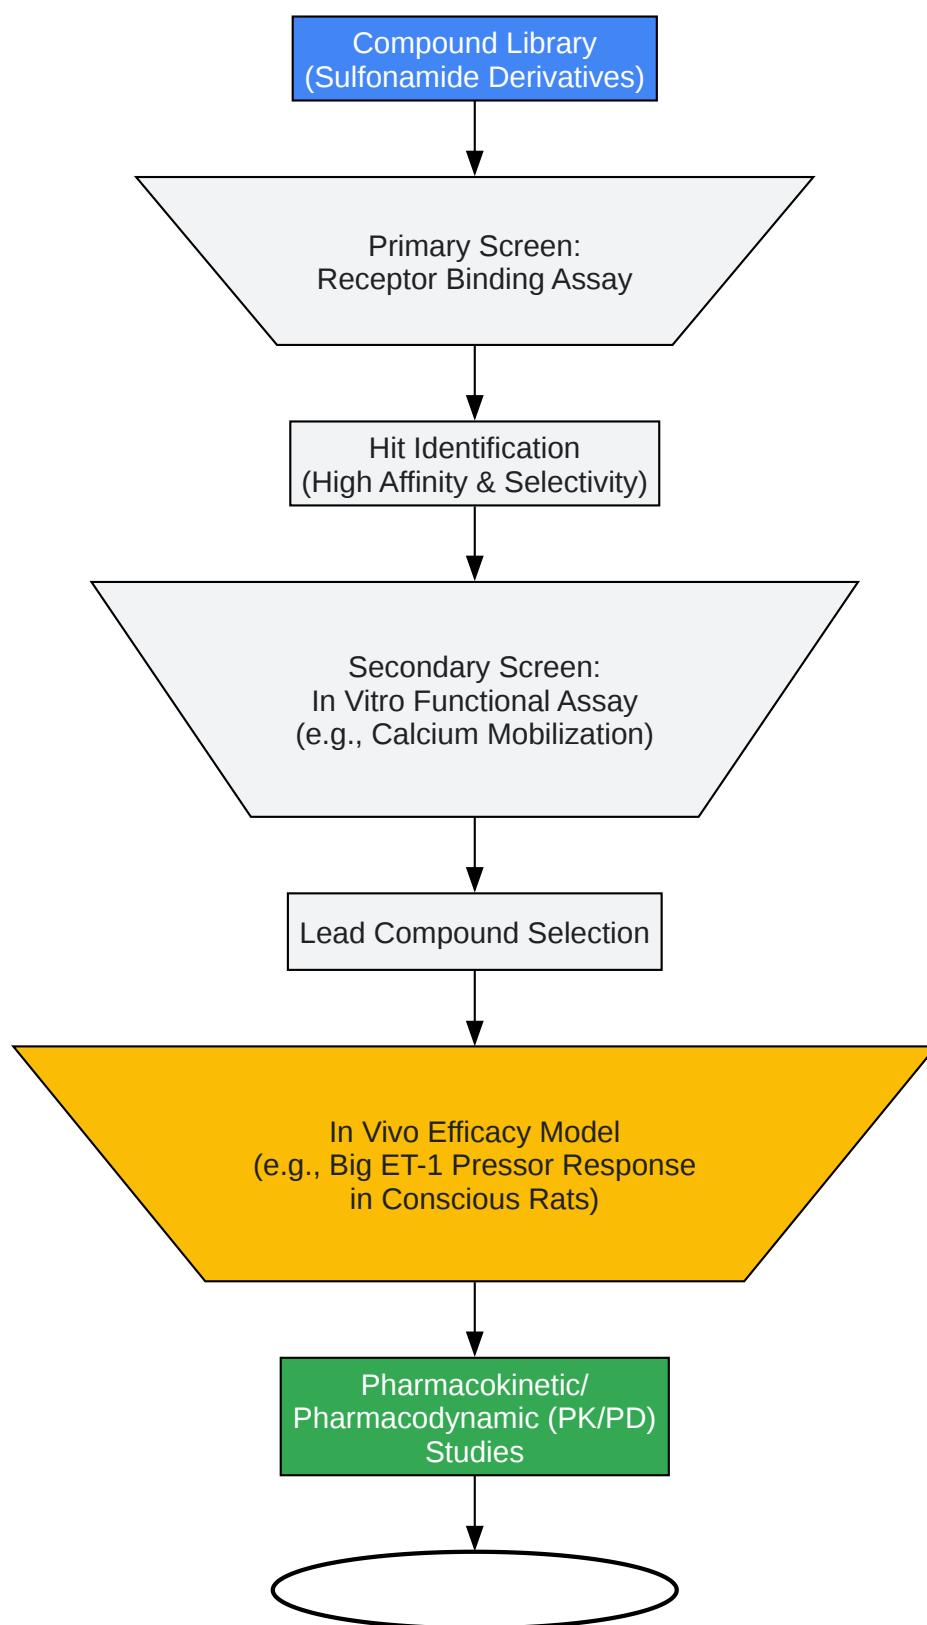 Compound Library
(Sulfonamide Derivatives)
Primary Screen:
Receptor Binding Assay
Hit Identification
(High Affinity & Selectivity)
Secondary Screen:
In Vitro Functional Assay
(e.g., Calcium Mobilization)
Lead Compound Selection
In Vivo Efficacy Model
(e.g., Big ET-1 Pressor Response
in Conscious Rats)
Pharmacokinetic/
Pharmacodynamic (PK/PD)
Studies